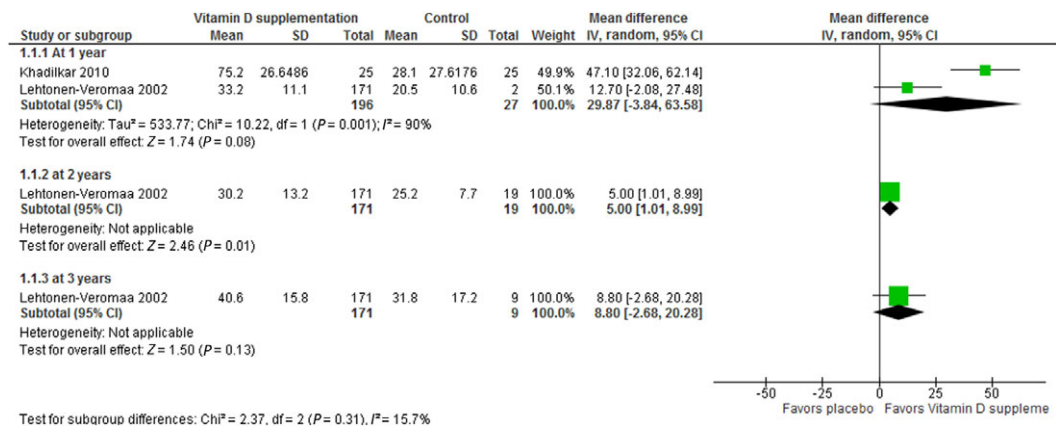 Vitamin D supplementation Control Mean difference Mean difference
Study or subgroup Mean SD Total Mean SD Total Weight IV, random, 95% CI IV, random, 95% CI
1.1.1 At 1 year
Khadilkar 2010 75.2 26.6486 25 28.1 27.6176 25 49.9% 47.10 [32.06, 62.14]
Lehtonen-Veromaa 2002 33.2 11.1 171 20.5 10.6 2 50.1% 12.70 [-2.08, 27.48]
Subtotal (95% CI) 196 27 100.0% 29.87 [-3.84, 63.58]
Heterogeneity: Tau² = 533.77; Chi² = 10.22, df = 1 (P = 0.001); I² = 90%
Test for overall effect: Z = 1.74 (P = 0.08)
1.1.2 at 2 years
Lehtonen-Veromaa 2002 30.2 13.2 171 25.2 7.7 19 100.0% 5.00 [1.01, 8.99]
Subtotal (95% CI) 171 19 100.0% 5.00 [1.01, 8.99]
Heterogeneity: Not applicable
Test for overall effect: Z = 2.46 (P = 0.01)
1.1.3 at 3 years
Lehtonen-Veromaa 2002 40.6 15.8 171 31.8 17.2 9 100.0% 8.80 [-2.68, 20.28]
Subtotal (95% CI) 171 9 100.0% 8.80 [-2.68, 20.28]
Heterogeneity: Not applicable
Test for overall effect: Z = 1.50 (P = 0.13)
-50 -25 0 25 50
Favors placebo Favors Vitamin D suppleme
Test for subgroup differences: Chi² = 2.37, df = 2 (P = 0.31), I² = 15.7%